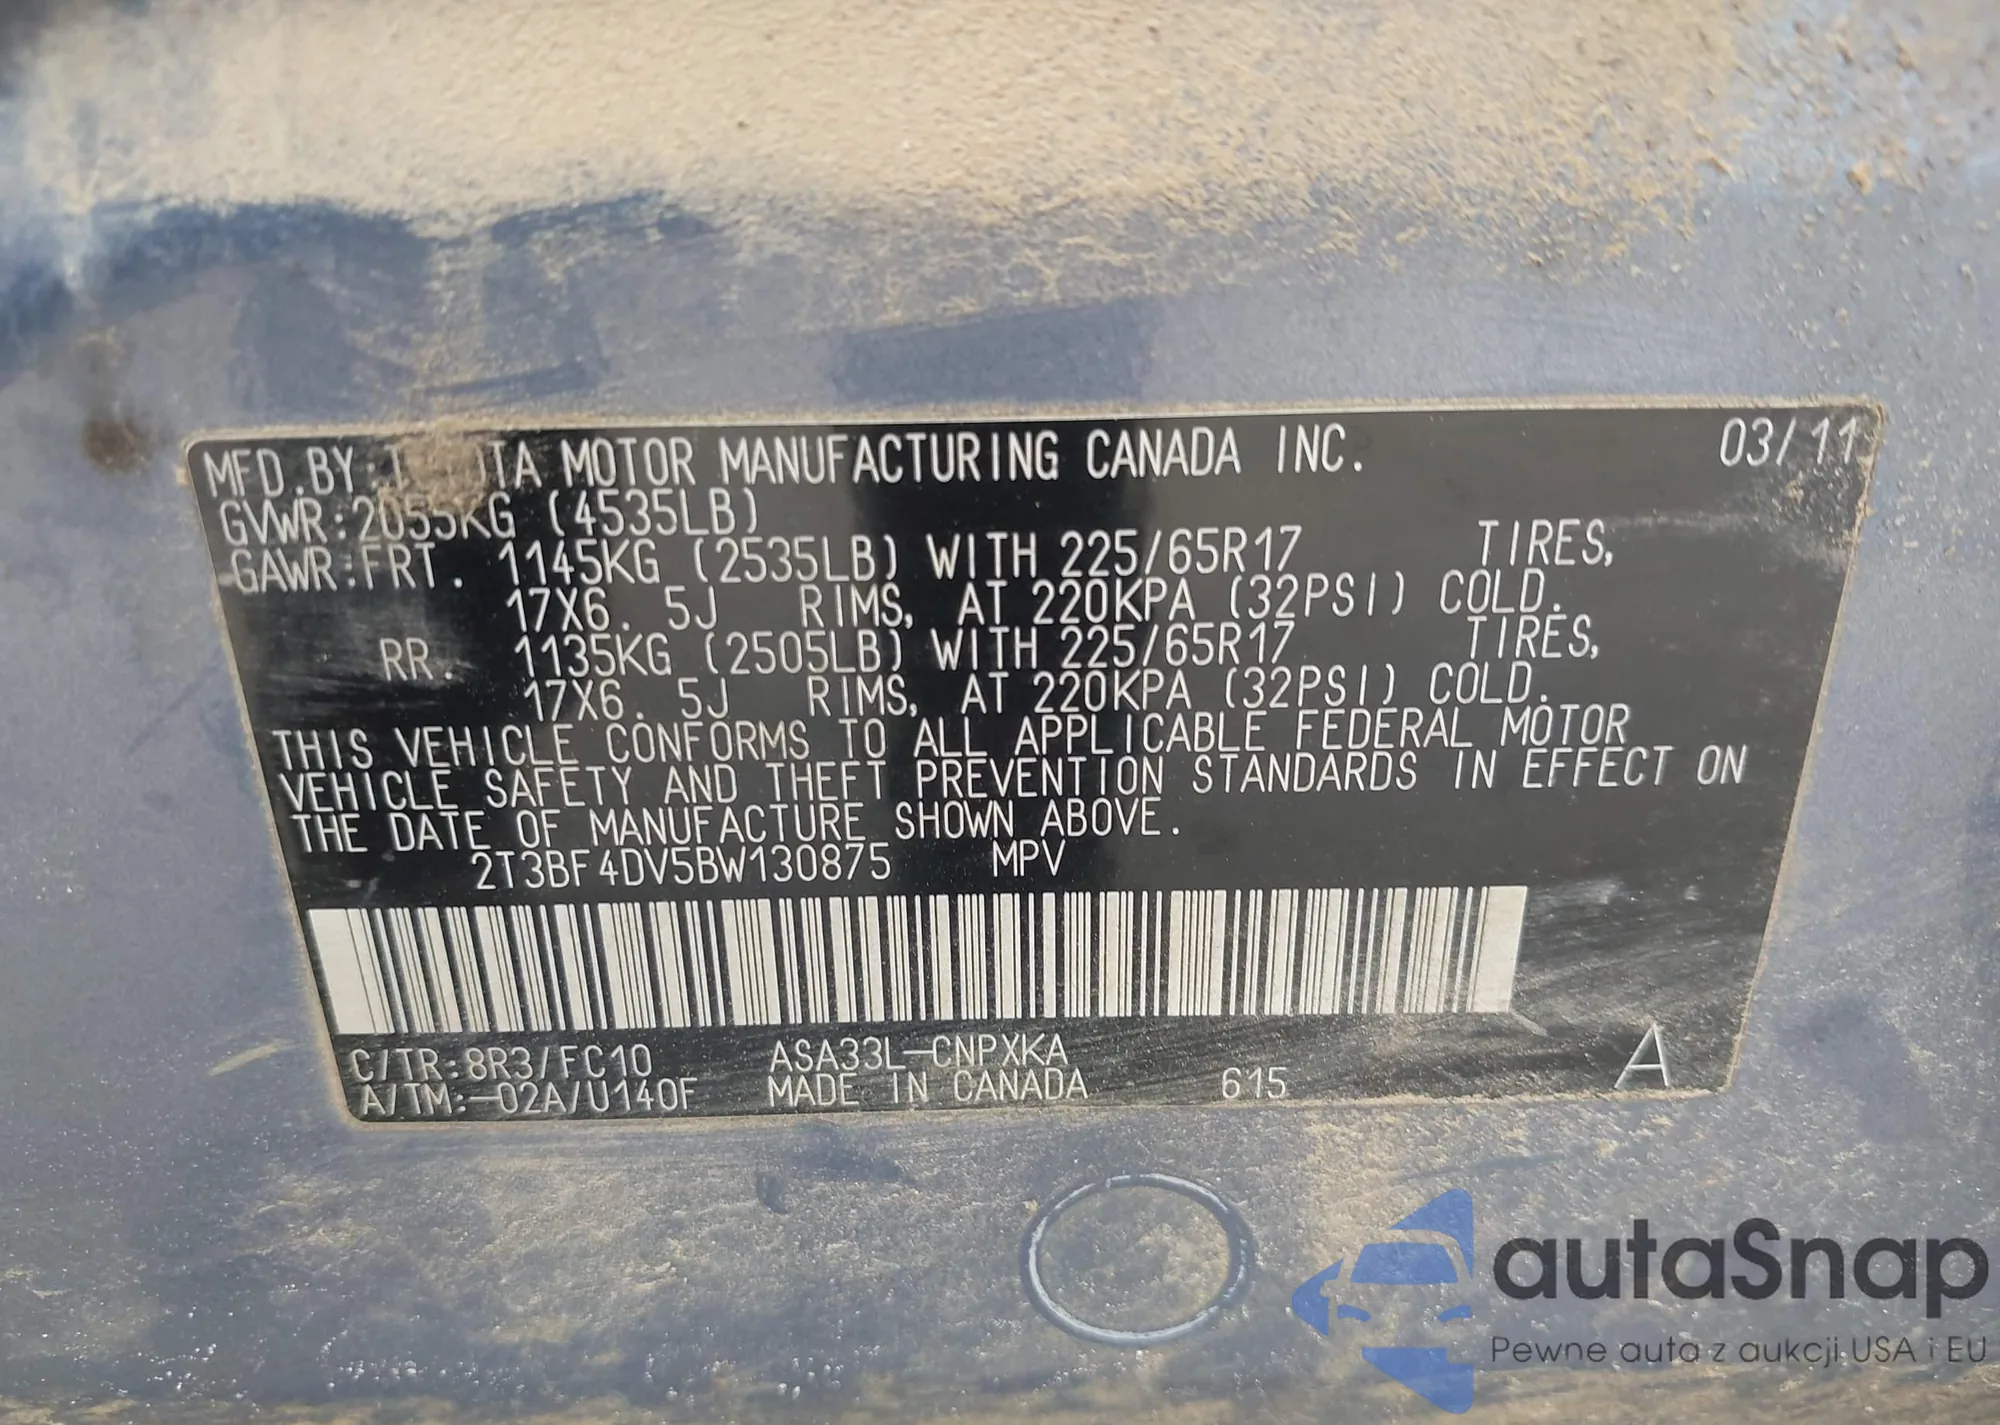 MFD.BY: MOTOR MANUFACTURING CANADA INC. 03/11
GVWR:2055KG (4535LB)
GAWR:FRT. 1145KG (2535LB) WITH 225/65R17 TIRES,
17X6. 5J RIMS, AT 220KPA (32PSI) COLD.
RR. 1135KG (2505LB) WITH 225/65R17 TIRES,
17X6. 5J RIMS, AT 220KPA (32PSI) COLD.
THIS VEHICLE CONFORMS TO ALL APPLICABLE FEDERAL MOTOR
VEHICLE SAFETY AND THEFT PREVENTION STANDARDS IN EFFECT ON
THE DATE OF MANUFACTURE SHOWN ABOVE.
2T3BF4DV5BW130875 MPV
C/TR:8R3/FC10 ASA33L-CNPXKA A
A/TM:-02A/U140F MADE IN CANADA 615
autaSnap
Pewne auta z aukcji USA i EU